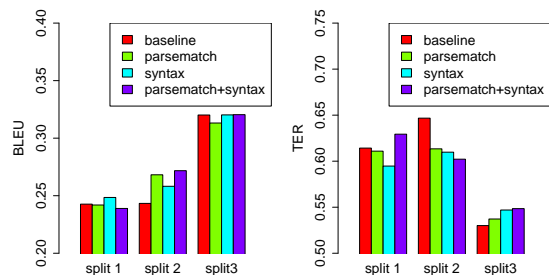 BLEU
0.40
0.35
0.30
0.25
0.20
baseline
parsematch
syntax
parsematch+syntax
split 1
split 2
split3
TER
0.75
0.70
0.65
0.60
0.55
0.50
baseline
parsematch
syntax
parsematch+syntax
split 1
split 2
split3